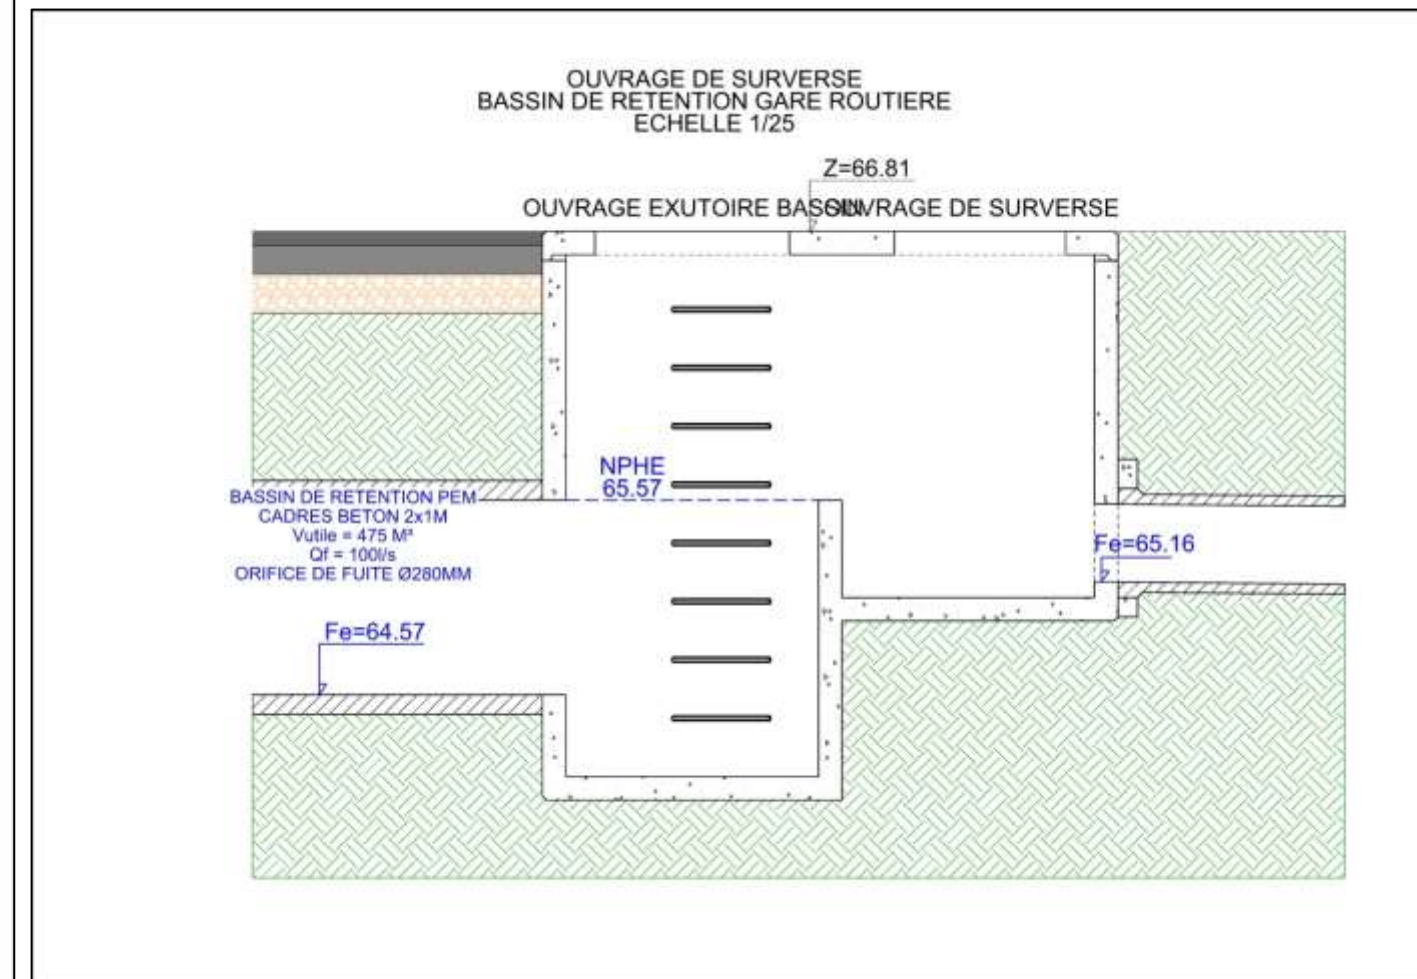 OUVRAGE DE SURVERSE
BASSIN DE RETENTION GARE ROUTIERE
ECHELLE 1/25
Z=66.81
OUVRAGE EXUTOIRE BASSIN
OUVRAGE DE SURVERSE
NPHE
65.57
BASSIN DE RETENTION PEM
CADRES BETON 2x1M
Vutile = 475 M³
Qf = 100l/s
ORIFICE DE FUITE Ø280MM
Fe=65.16
Fe=64.57